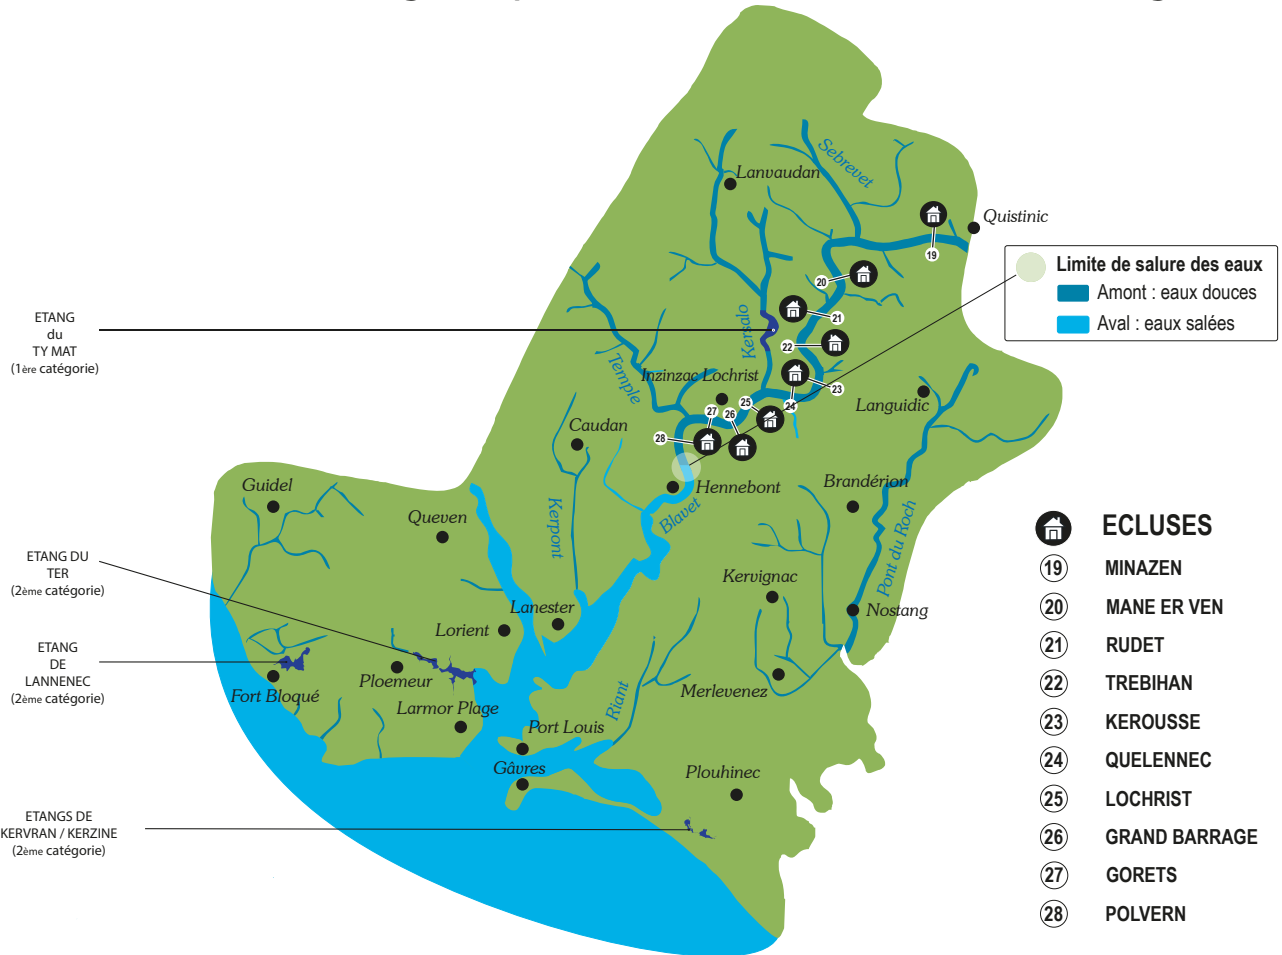 Lanvaudan
Sebrevet
Quistinic
19
20
21
22
23
24
25
26
27
28
Limite de salure des eaux
Amont : eaux douces
Aval : eaux salées
ETANG
du
TY MAT
(1ère catégorie)
Kersalo
Temple
Inzinzac Lochrist
Languidic
Caudan
Guidel
Queven
Kerpont
Hennebont
Blavet
Brandérion
Pont du Roch
ETANG DU
TER
(2ème catégorie)
Kervignac
Nostang
Lanester
Lorient
ETANG
DE
LANNENEC
(2ème catégorie)
Fort Bloqué
Ploemeur
Larmor Plage
Merlevenez
Riant
Port Louis
Gâvres
Plouhinec
ETANGS DE
KERVRAN / KERZINE
(2ème catégorie)
ECLUSES
19 MINAZEN
20 MANE ER VEN
21 RUDET
22 TREBIHAN
23 KEROUSSE
24 QUELENNEC
25 LOCHRIST
26 GRAND BARRAGE
27 GORETS
28 POLVERN